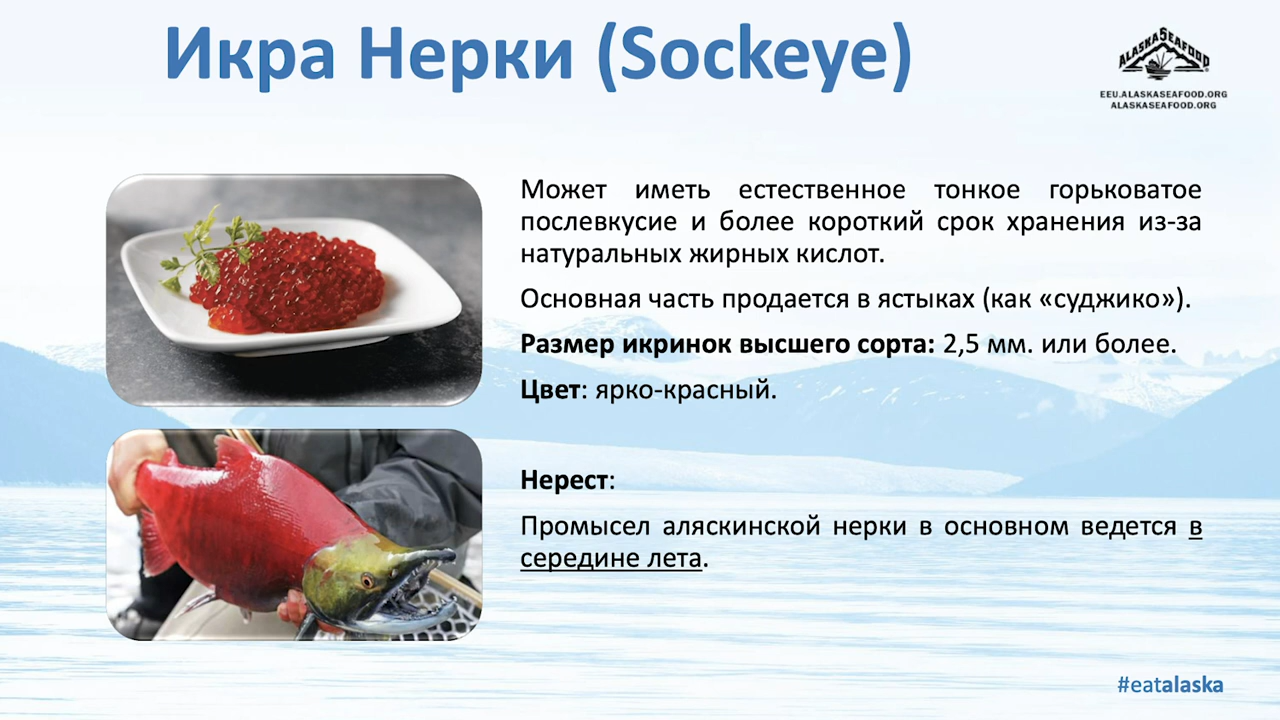 Икра Нерки (Sockeye)
ALASKA SEAFOOD
EEU.ALASKASEAFOOD.ORG
ALASKASEAFOOD.ORG
Может иметь естественное тонкое горьковатое
послевкусие и более короткий срок хранения из-за
натуральных жирных кислот.
Основная часть продается в ястыках (как «суджико»).
Размер икринок высшего сорта: 2,5 мм. или более.
Цвет: ярко-красный.
Нерест:
Промысел аляскинской нерки в основном ведется в
середине лета.
#eatalaska